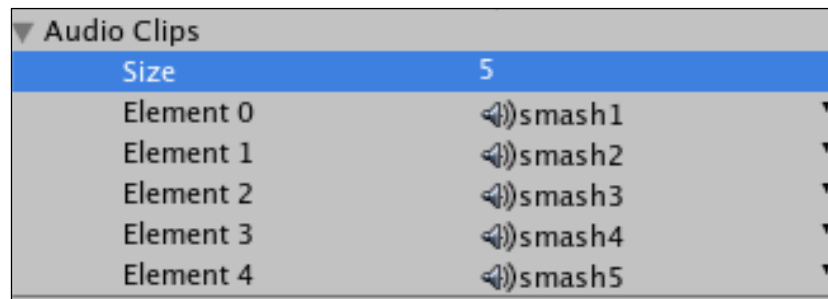 Audio Clips
Size 5
Element 0 smash1
Element 1 smash2
Element 2 smash3
Element 3 smash4
Element 4 smash5